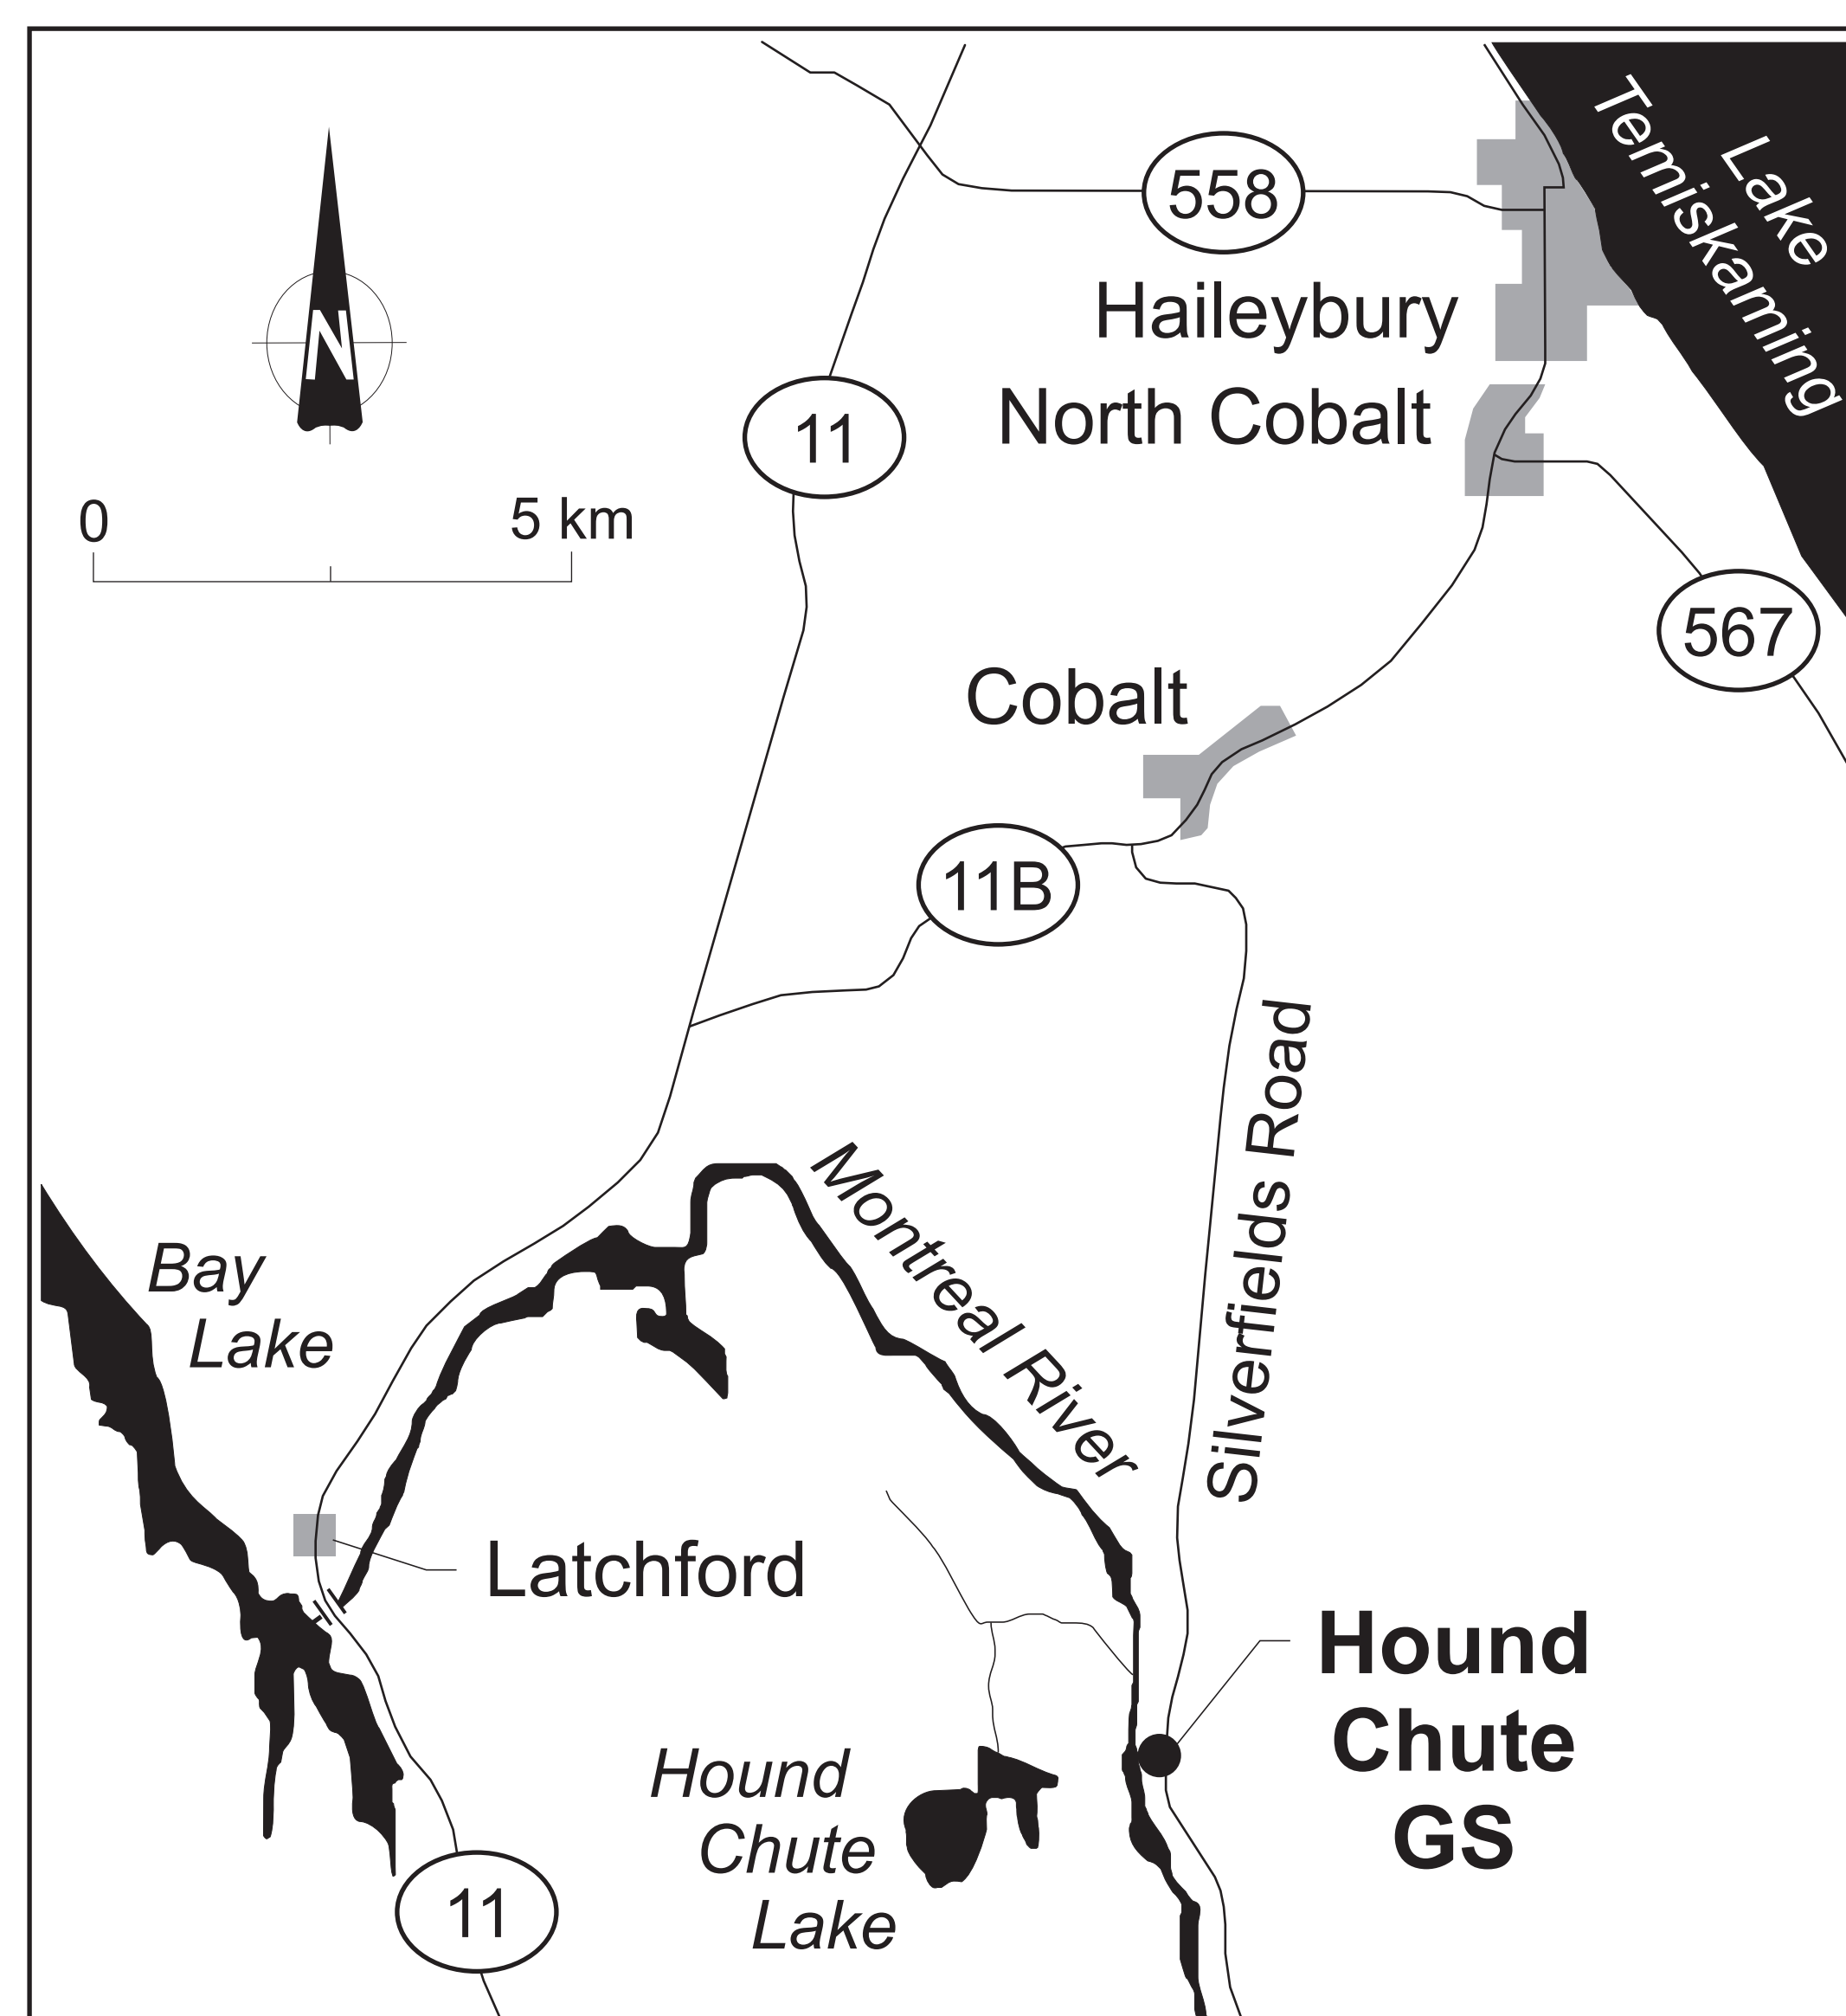 Lake
Temiskaming
558
Haileybury
N
11
North Cobalt
0
5 km
567
Cobalt
11B
Silverfields Road
Montreal River
Bay
Lake
Latchford
Hound
Chute
GS
Hound
Chute
Lake
11